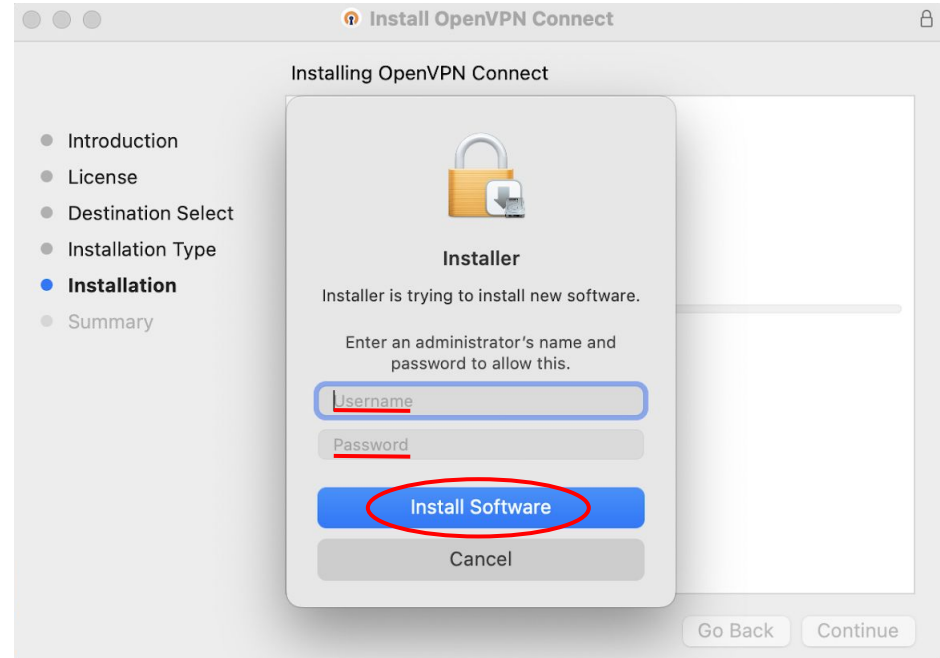 Install OpenVPN Connect
Installing OpenVPN Connect
Introduction
License
Destination Select
Installation Type
Installation
Summary
Installer
Installer is trying to install new software.
Enter an administrator's name and
password to allow this.
Username
Password
Install Software
Cancel
Go Back
Continue